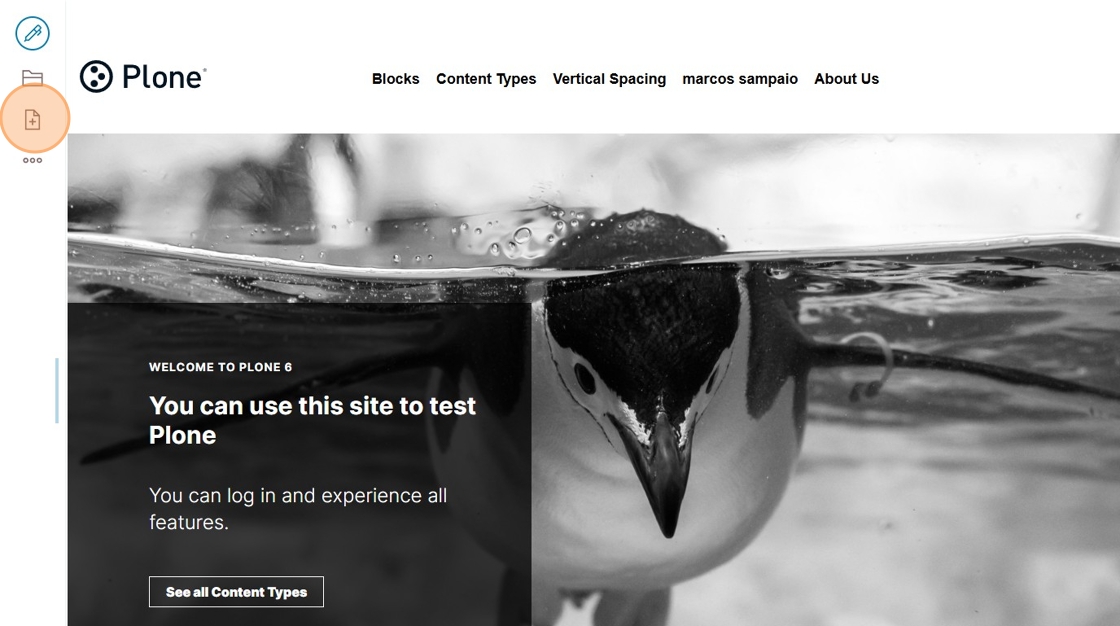 Plone
Blocks Content Types Vertical Spacing marcos sampaio About Us
WELCOME TO PLONE 6
You can use this site to test
Plone
You can log in and experience all
features.
See all Content Types